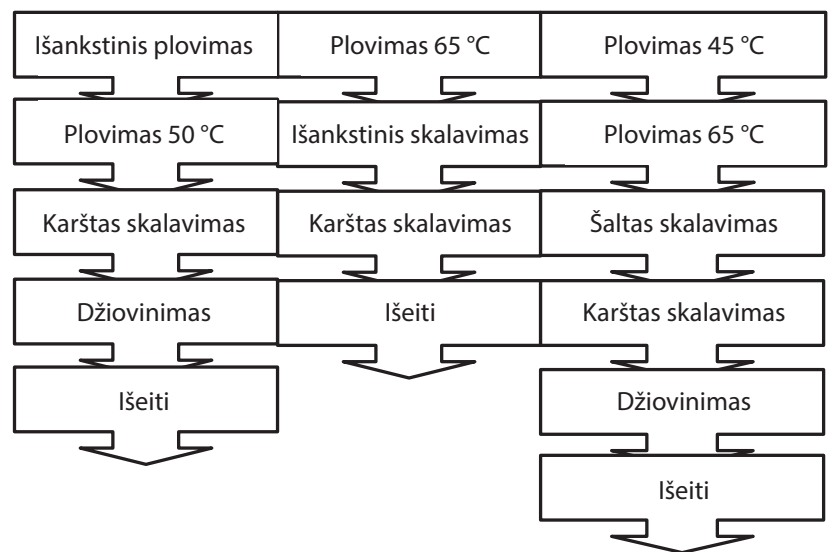 Išankstinis plovimas
Plovimas 50 °C
Karštas skalavimas
Džiovinimas
Išeiti
Plovimas 65 °C
Išankstinis skalavimas
Karštas skalavimas
Išeiti
Plovimas 45 °C
Plovimas 65 °C
Šaltas skalavimas
Karštas skalavimas
Džiovinimas
Išeiti